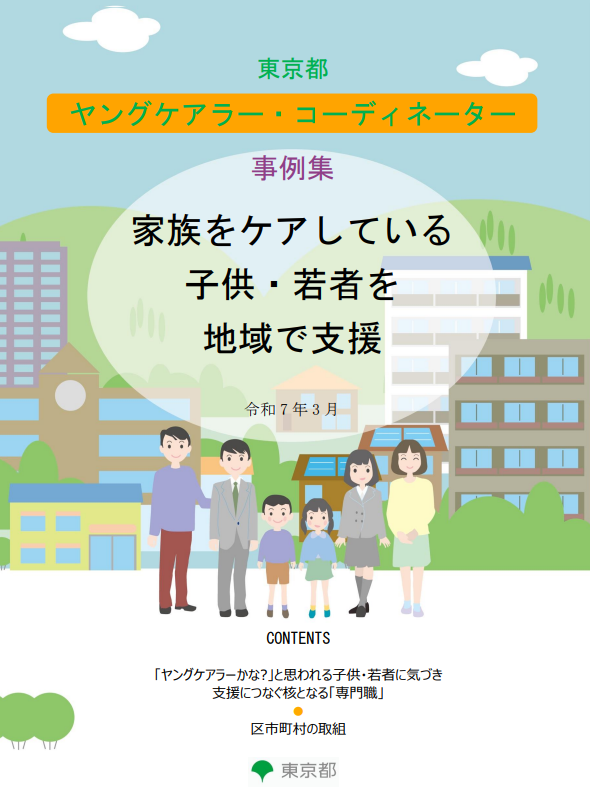 東京都
ヤングケアラー・コーディネーター
事例集
家族をケアしている
子供・若者を
地域で支援
令和7年3月
CONTENTS
「ヤングケアラーかな?」と思われる子供・若者に気づき
支援につなぐ核となる「専門職」
区市町村の取組
東京都